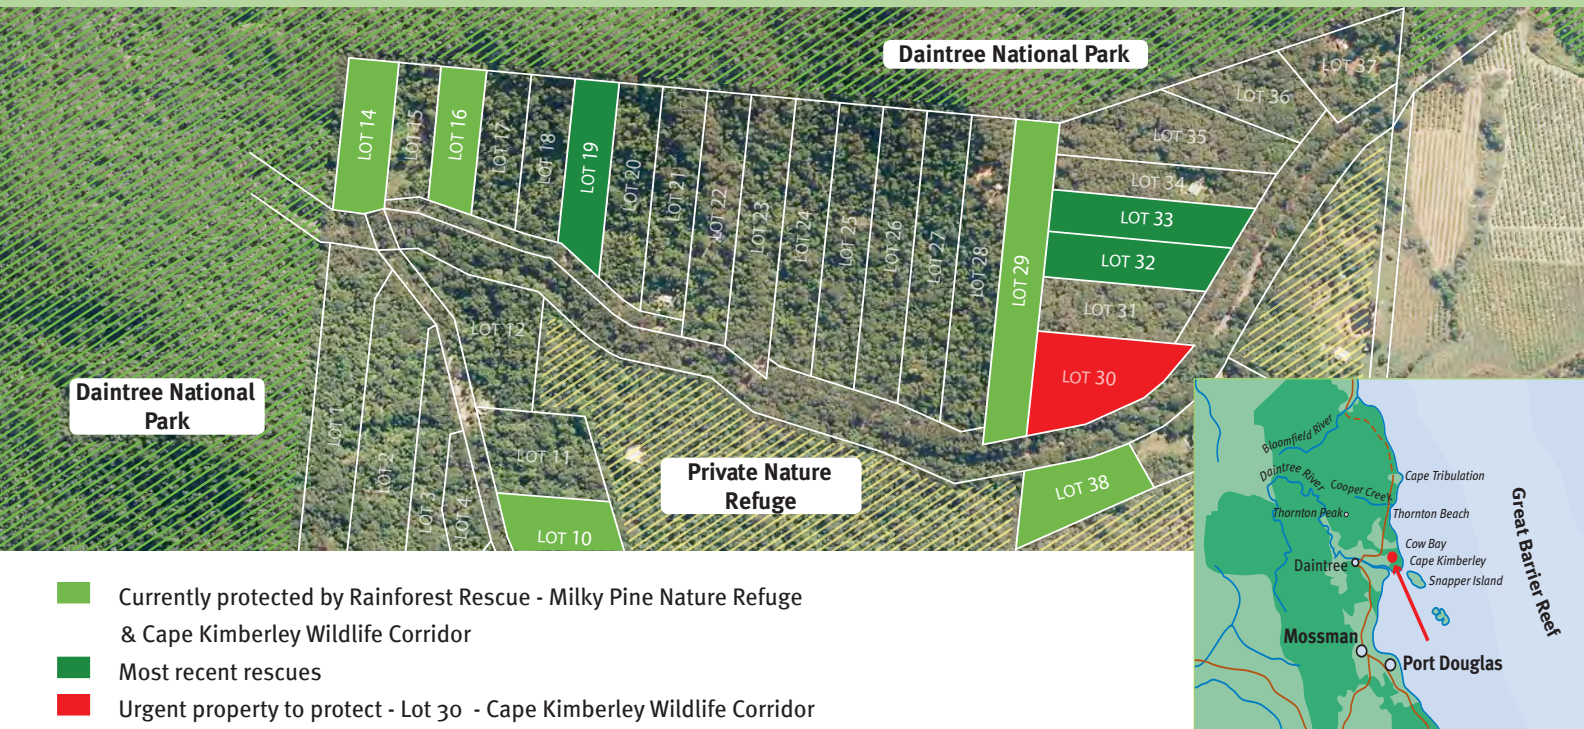 Daintree National Park
LOT 14
LOT 15
LOT 16
LOT 17
LOT 18
LOT 19
LOT 20
LOT 21
LOT 22
LOT 23
LOT 24
LOT 25
LOT 26
LOT 27
LOT 28
LOT 29
LOT 37
LOT 36
LOT 35
LOT 34
LOT 33
LOT 32
LOT 31
LOT 30
LOT 38
LOT 12
LOT 11
LOT 10
LOT 1
LOT 2
LOT 3
LOT 4
Daintree National
Park
Private Nature
Refuge
Bloomfield River
Daintree River
Cooper Creek
Cape Tribulation
Thornton Peak
Thornton Beach
Cow Bay
Cape Kimberley
Daintree
Snapper Island
Mossman
Port Douglas
Great Barrier Reef
Currently protected by Rainforest Rescue - Milky Pine Nature Refuge
& Cape Kimberley Wildlife Corridor
Most recent rescues
Urgent property to protect - Lot 30 - Cape Kimberley Wildlife Corridor